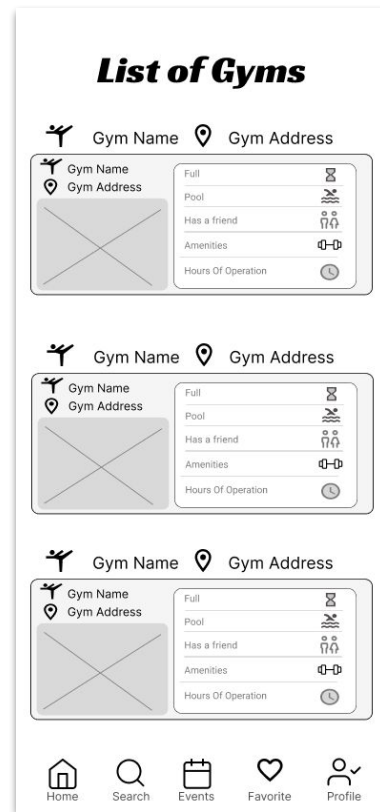 List of Gyms
Gym Name Gym Address
Gym Name
Gym Address
Full
Pool
Has a friend
Amenities
Hours Of Operation
Gym Name Gym Address
Gym Name
Gym Address
Full
Pool
Has a friend
Amenities
Hours Of Operation
Gym Name Gym Address
Gym Name
Gym Address
Full
Pool
Has a friend
Amenities
Hours Of Operation
Home Search Events Favorite Profile